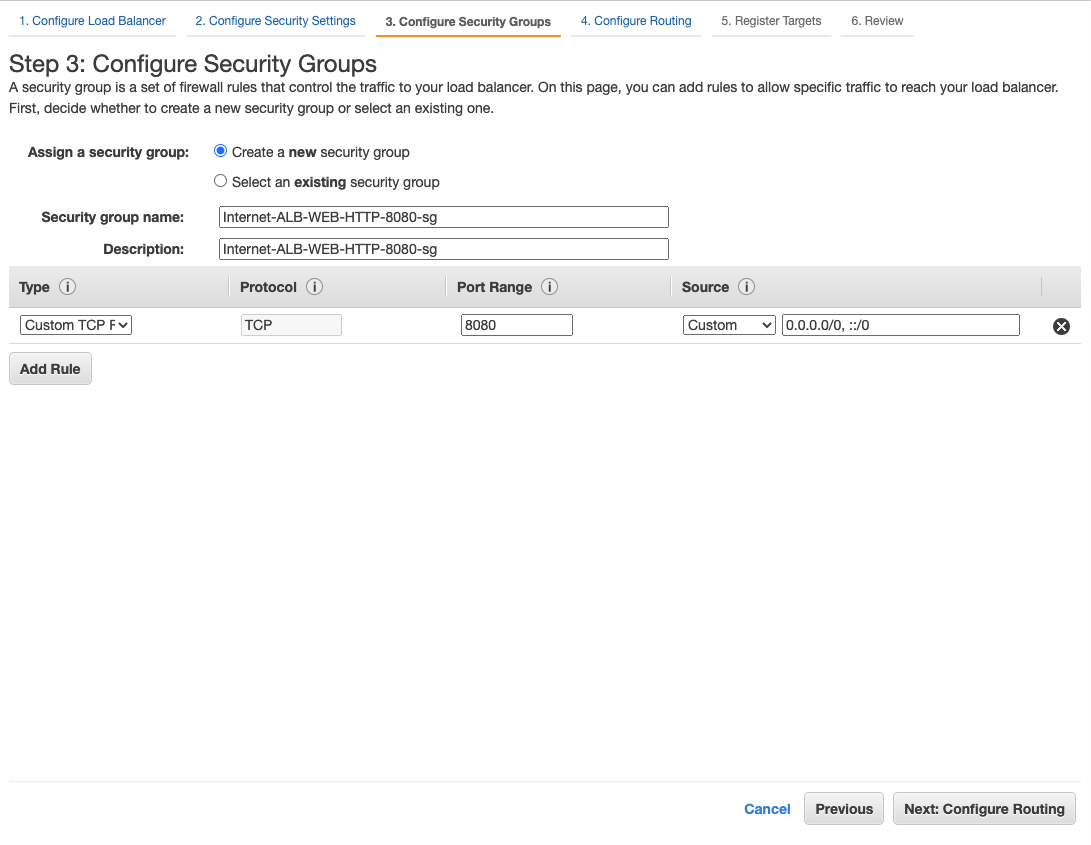 1. Configure Load Balancer 2. Configure Security Settings 3. Configure Security Groups 4. Configure Routing 5. Register Targets 6. Review
Step 3: Configure Security Groups
A security group is a set of firewall rules that control the traffic to your load balancer. On this page, you can add rules to allow specific traffic to reach your load balancer.
First, decide whether to create a new security group or select an existing one.
Assign a security group: Create a new security group
Select an existing security group
Security group name: Internet-ALB-WEB-HTTP-8080-sg
Description: Internet-ALB-WEB-HTTP-8080-sg
Type i Protocol i Port Range i Source i
Custom TCP F TCP 8080 Custom 0.0.0.0/0, ::/0
Add Rule
Cancel Previous Next: Configure Routing